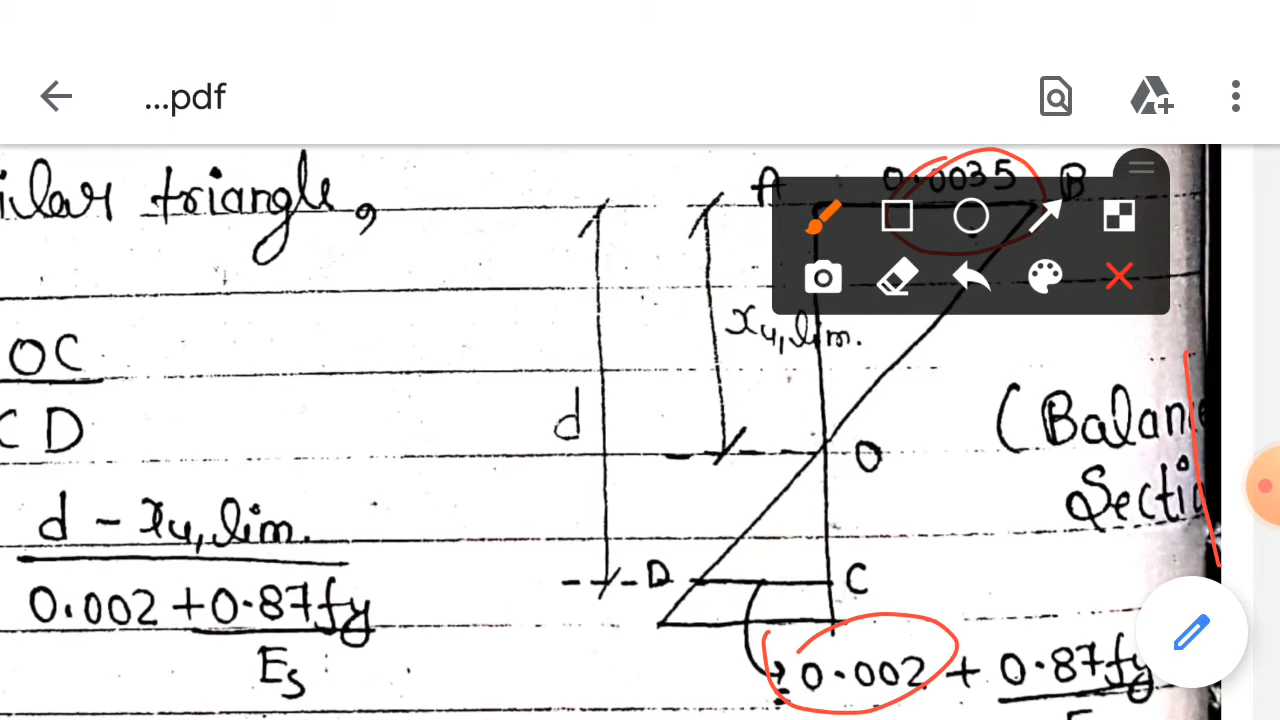 ...pdf
ilar triangle,
A 0.0035 B
OC
CD
xu,lim.
d
O
(Balan
Secti
d - xu,lim.
0.002 + 0.87fy
Es
D C
0.002 + 0.87fy